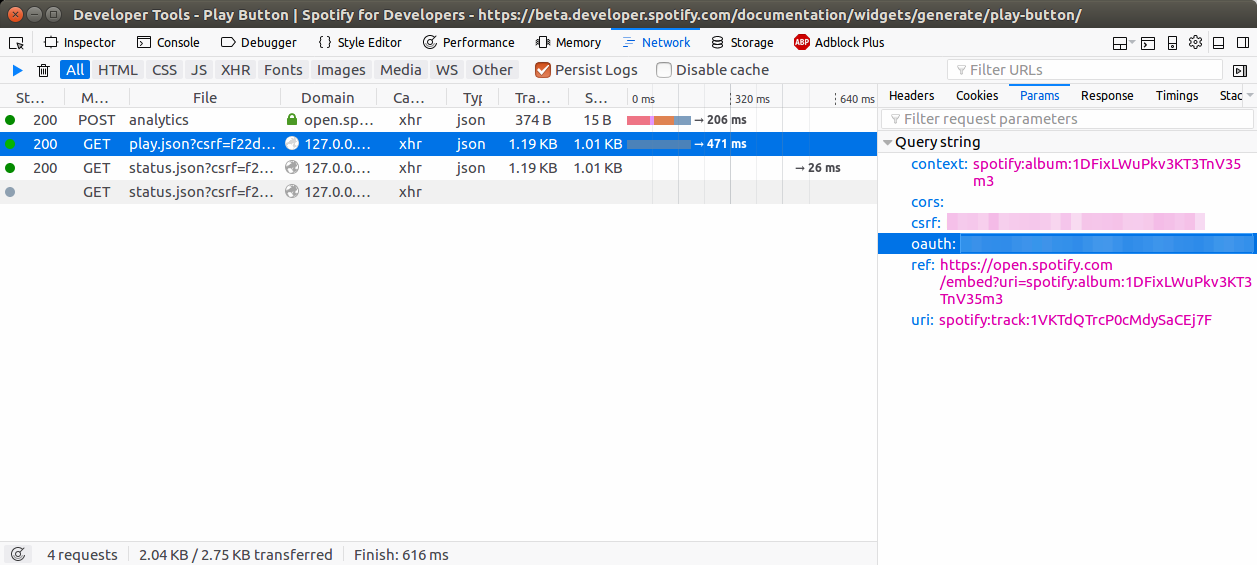 Developer Tools - Play Button | Spotify for Developers - https://beta.developer.spotify.com/documentation/widgets/generate/play-button/
Inspector Console Debugger {} Style Editor Performance Memory Network Storage ABP Adblock Plus
All HTML CSS JS XHR Fonts Images Media WS Other Persist Logs Disable cache Filter URLs
St... M... File Domain Ca... Typ Tra... S... 0 ms 320 ms 640 ms
200 POST analytics open.sp... xhr json 374 B 15 B → 206 ms
200 GET play.json?csrf=f22d... 127.0.0.... xhr json 1.19 KB 1.01 KB → 471 ms
200 GET status.json?csrf=f2... 127.0.0.... xhr json 1.19 KB 1.01 KB → 26 ms
GET status.json?csrf=f2... 127.0.0.... xhr
Headers Cookies Params Response Timings Stac
Filter request parameters
Query string
context: spotify:album:1DFixLWuPkv3KT3TnV35
m3
cors:
csrf:
oauth:
ref: https://open.spotify.com
/embed?uri=spotify:album:1DFixLWuPkv3KT3
TnV35m3
uri: spotify:track:1VKTdQTrcP0cMdySaCEj7F
4 requests 2.04 KB / 2.75 KB transferred Finish: 616 ms